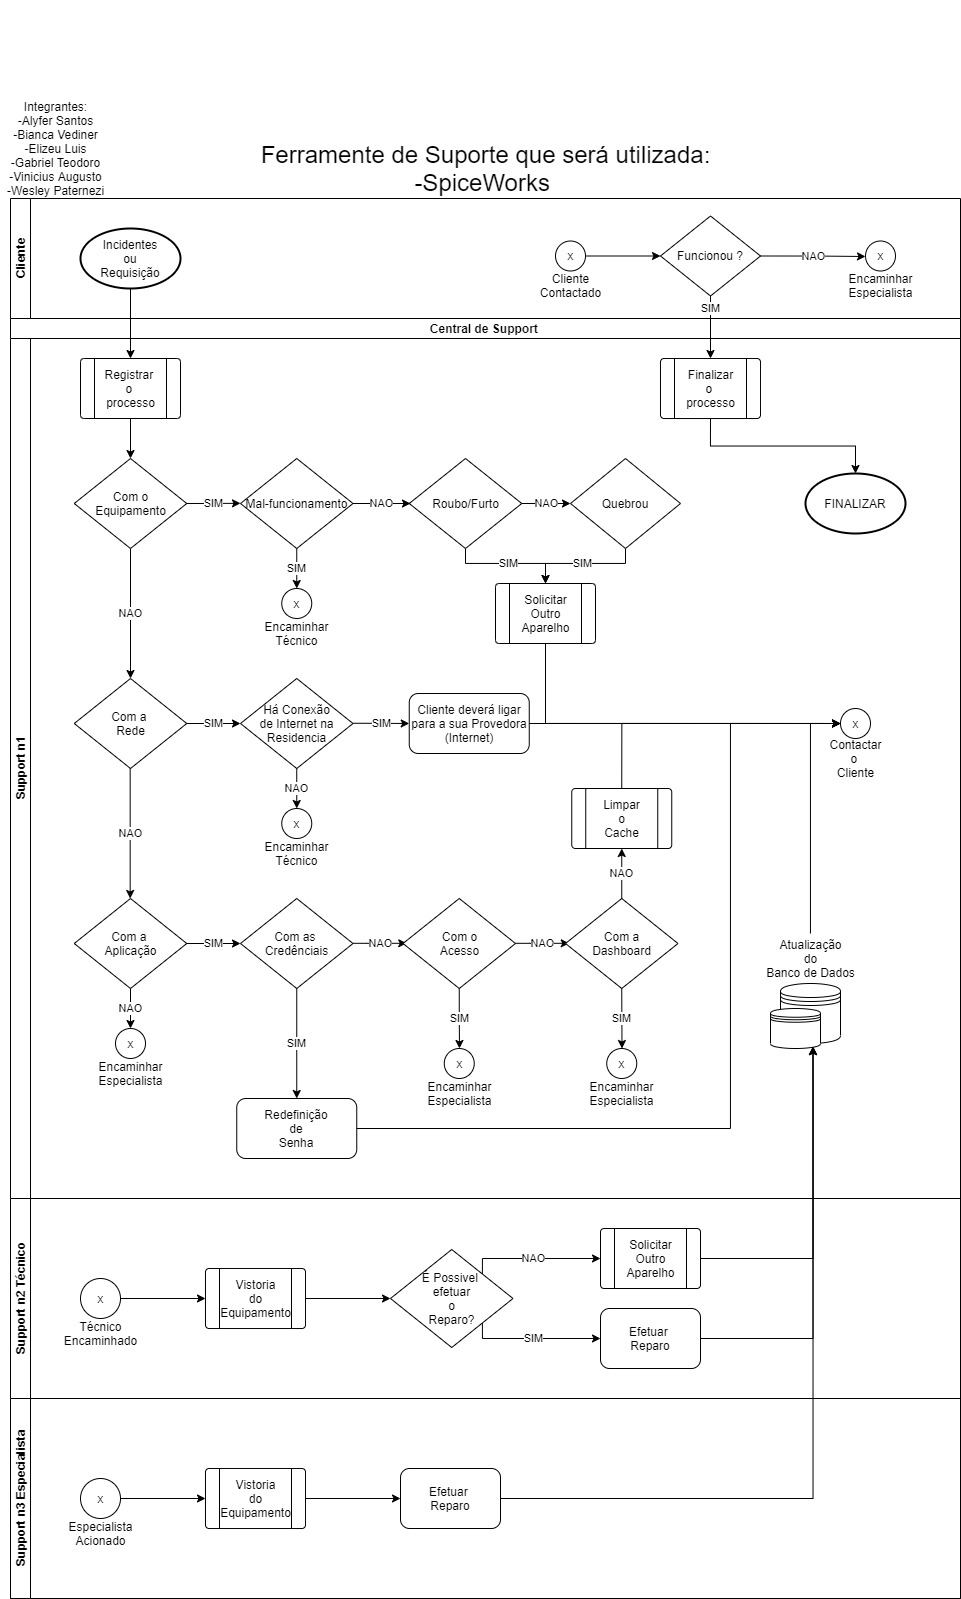 Integrantes:
-Alyfer Santos
-Bianca Vediner
-Elizeu Luis
-Gabriel Teodoro
-Vinicius Augusto
-Wesley Paternezi
Ferramente de Suporte que será utilizada:
-SpiceWorks
Cliente
Incidentes
ou
Requisição
x
Cliente
Contactado
Funcionou ?
NAO
x
Encaminhar
Especialista
SIM
Central de Support
Support n1
Registrar
o
processo
Finalizar
o
processo
FINALIZAR
Com o
Equipamento
SIM
Mal-funcionamento
NAO
Roubo/Furto
NAO
Quebrou
SIM
x
Encaminhar
Técnico
SIM
SIM
Solicitar
Outro
Aparelho
NAO
Com a
Rede
SIM
Há Conexão
de Internet na
Residencia
SIM
Cliente deverá ligar
para a sua Provedora
(Internet)
x
Contactar
o
Cliente
NAO
x
Encaminhar
Técnico
Limpar
o
Cache
NAO
NAO
Com a
Aplicação
SIM
Com as
Credênciais
NAO
Com o
Acesso
NAO
Com a
Dashboard
Atualização
do
Banco de Dados
NAO
x
Encaminhar
Especialista
SIM
Redefinição
de
Senha
SIM
x
Encaminhar
Especialista
SIM
x
Encaminhar
Especialista
Support n2 Técnico
x
Técnico
Encaminhado
Vistoria
do
Equipamento
É Possivel
efetuar
o
Reparo?
NAO
Solicitar
Outro
Aparelho
SIM
Efetuar
Reparo
Support n3 Especialista
x
Especialista
Acionado
Vistoria
do
Equipamento
Efetuar
Reparo